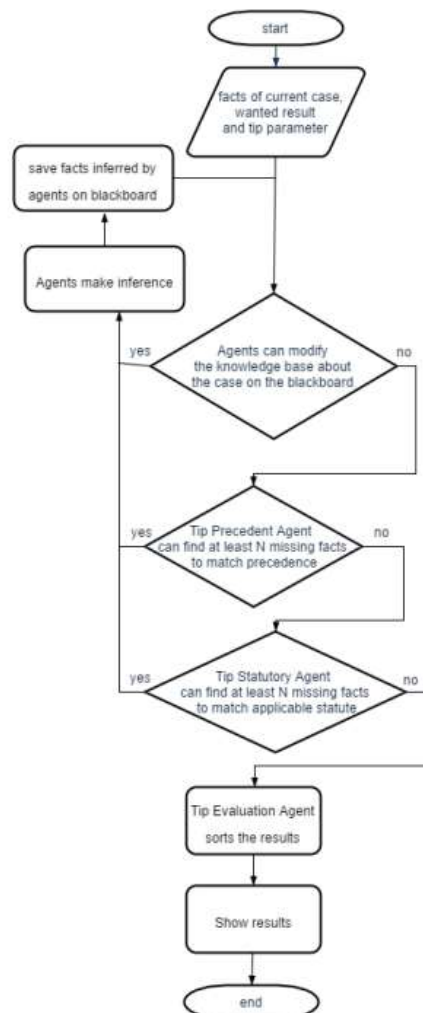 start
facts of current case,
wanted result
and tip parameter
save facts inferred by
agents on blackboard
Agents make inference
yes
Agents can modify
the knowledge base about
the case on the blackboard
no
yes
Tip Precedent Agent
can find at least N missing facts
to match precedence
no
yes
Tip Statutory Agent
can find at least N missing facts
to match applicable statute
no
Tip Evaluation Agent
sorts the results
Show results
end